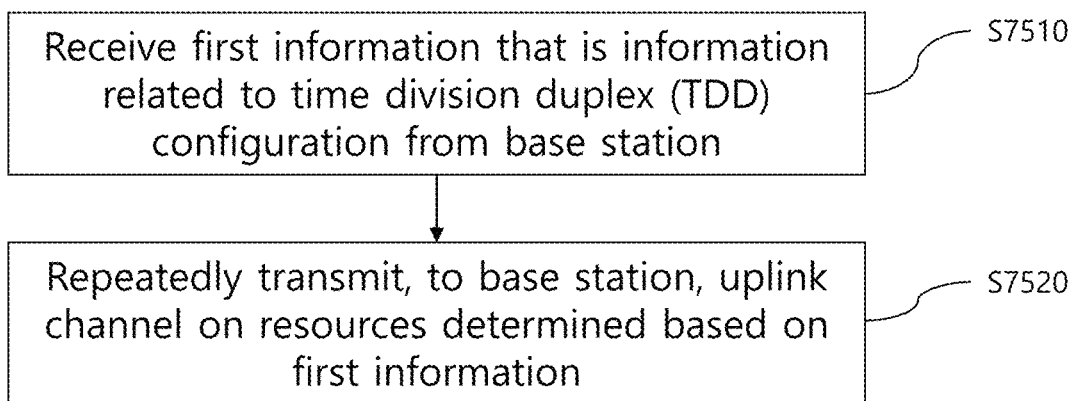 Receive first information that is information
related to time division duplex (TDD)
configuration from base station
S7510
Repeatedly transmit, to base station, uplink
channel on resources determined based on
first information
S7520